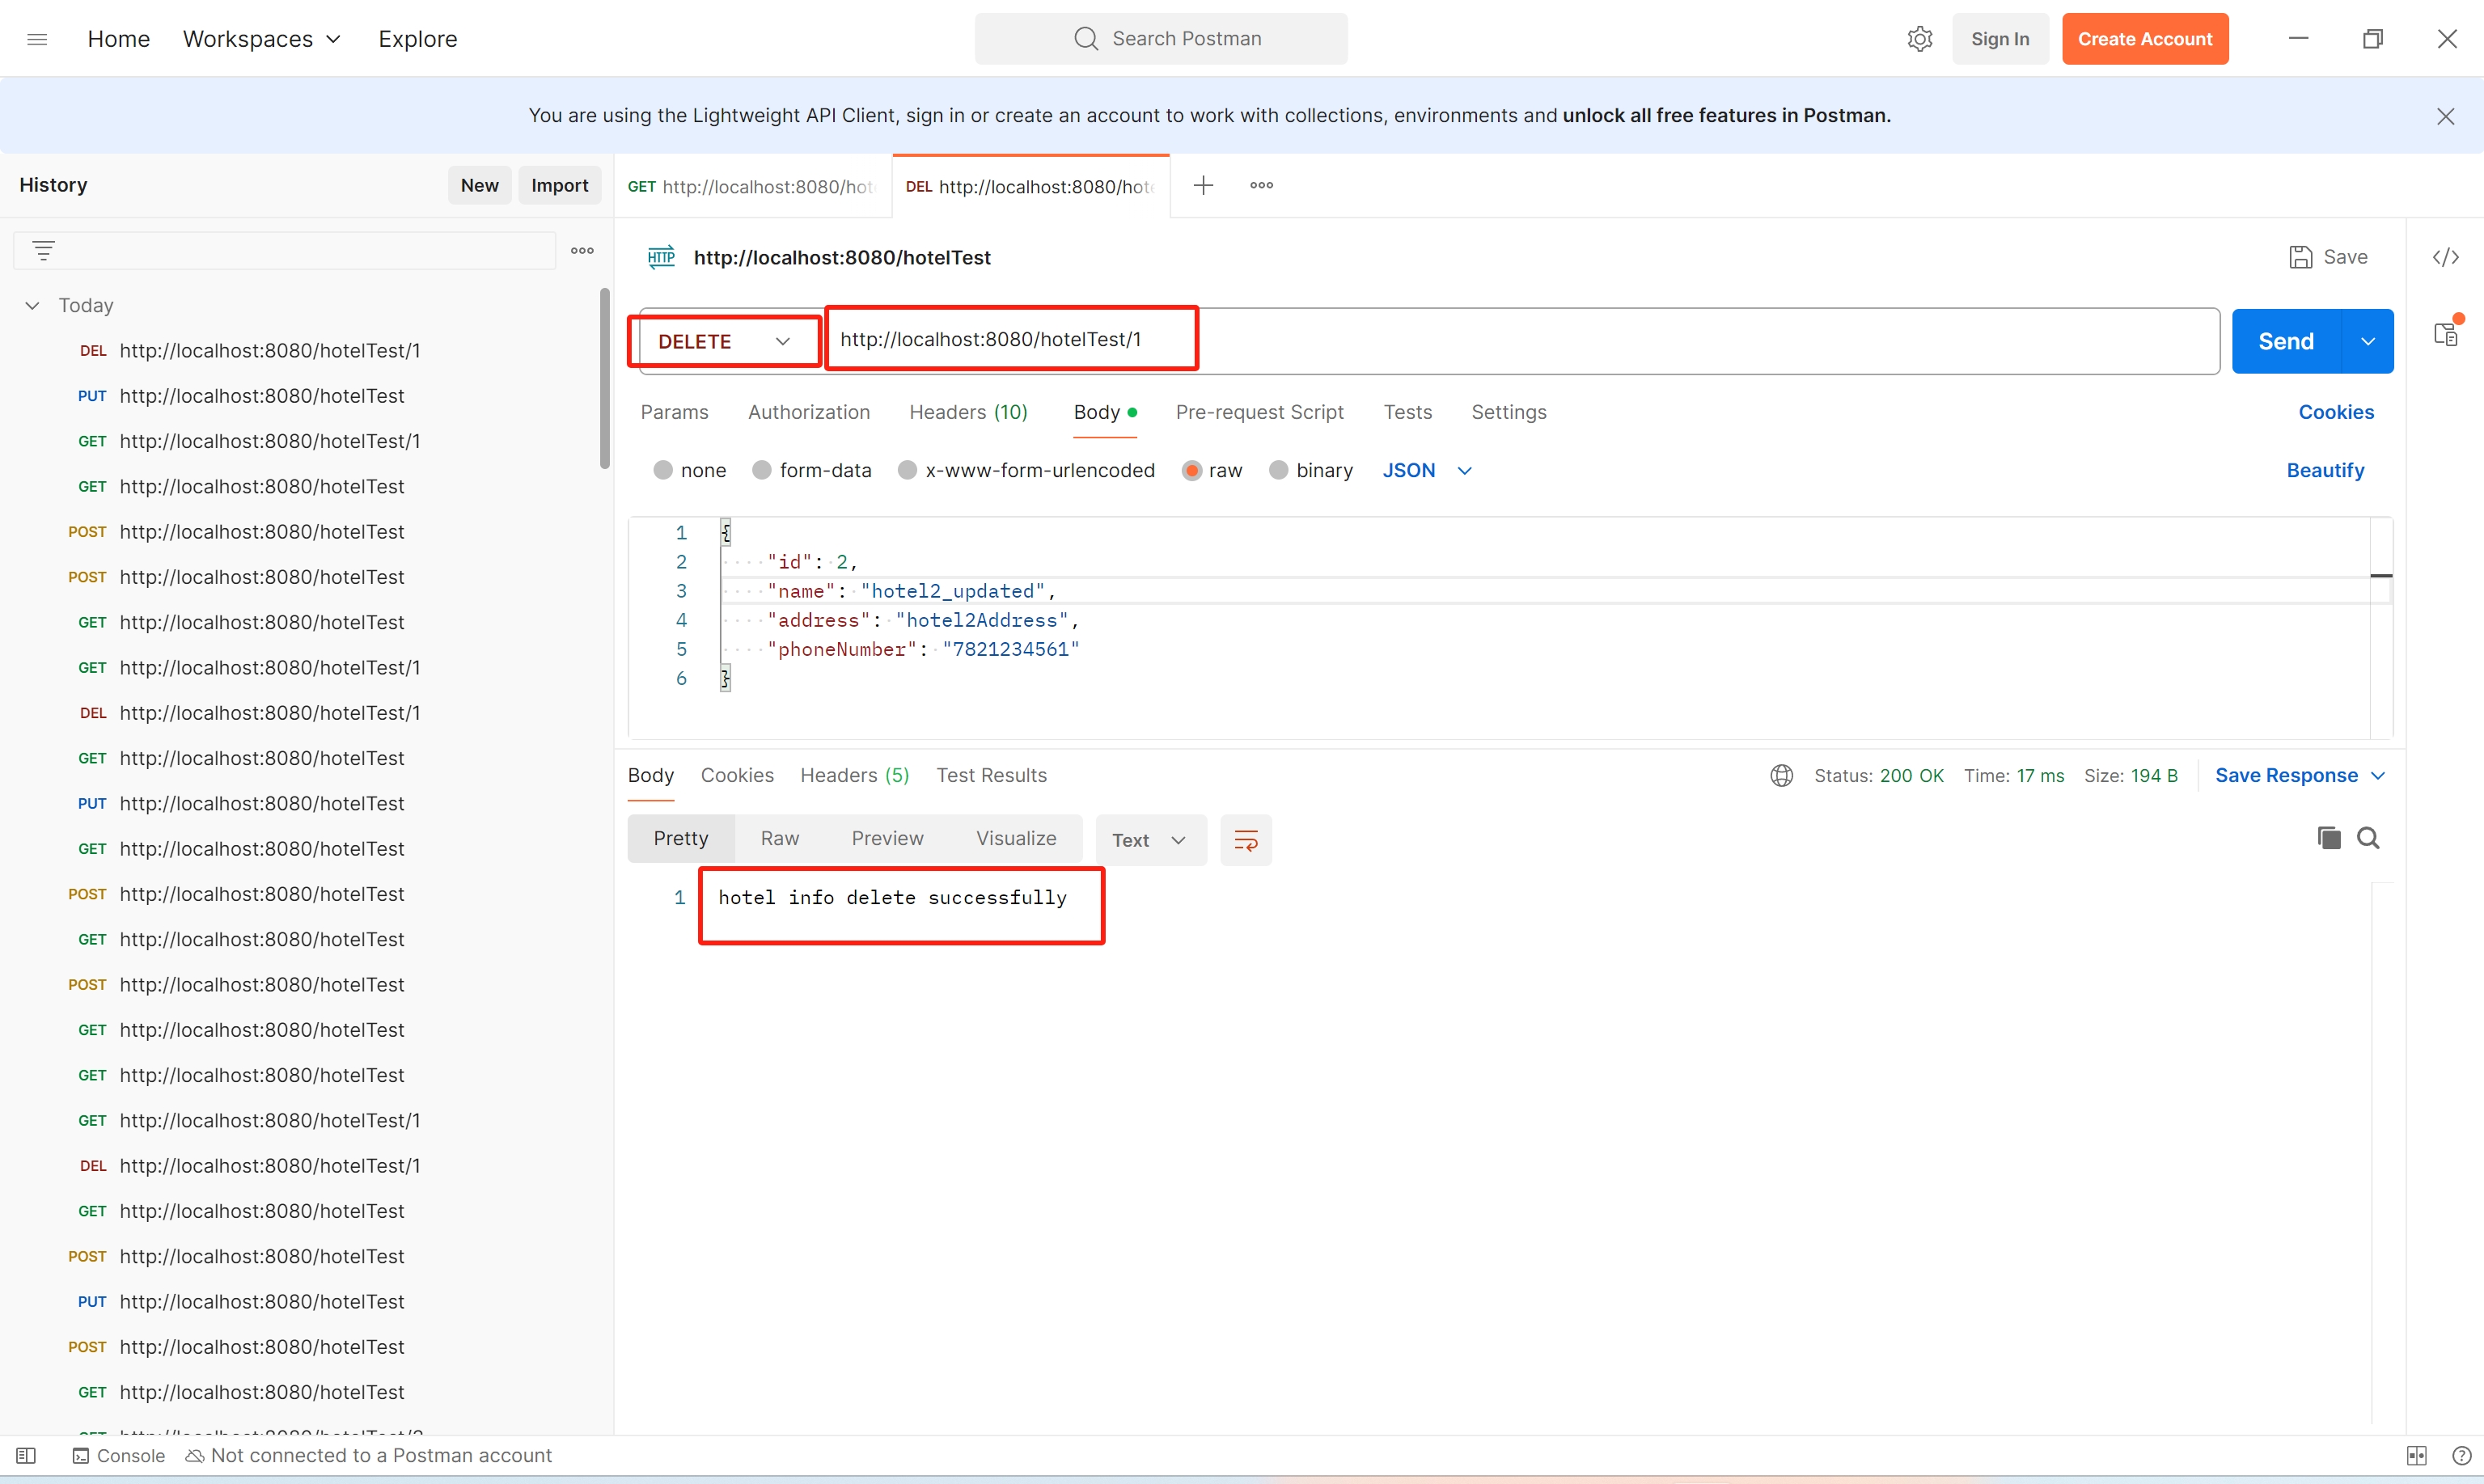 Home Workspaces Explore Search Postman Sign In Create Account
You are using the Lightweight API Client, sign in or create an account to work with collections, environments and unlock all free features in Postman.
History New Import
GET http://localhost:8080/hot DEL http://localhost:8080/hote
HTTP http://localhost:8080/hotelTest Save
Today
DEL http://localhost:8080/hotelTest/1
PUT http://localhost:8080/hotelTest
GET http://localhost:8080/hotelTest/1
GET http://localhost:8080/hotelTest
POST http://localhost:8080/hotelTest
POST http://localhost:8080/hotelTest
GET http://localhost:8080/hotelTest
GET http://localhost:8080/hotelTest/1
DEL http://localhost:8080/hotelTest/1
GET http://localhost:8080/hotelTest
PUT http://localhost:8080/hotelTest
GET http://localhost:8080/hotelTest
POST http://localhost:8080/hotelTest
GET http://localhost:8080/hotelTest
POST http://localhost:8080/hotelTest
GET http://localhost:8080/hotelTest
GET http://localhost:8080/hotelTest
GET http://localhost:8080/hotelTest/1
DEL http://localhost:8080/hotelTest/1
GET http://localhost:8080/hotelTest
POST http://localhost:8080/hotelTest
PUT http://localhost:8080/hotelTest
POST http://localhost:8080/hotelTest
GET http://localhost:8080/hotelTest
DELETE http://localhost:8080/hotelTest/1 Send
Params Authorization Headers (10) Body Pre-request Script Tests Settings Cookies
none form-data x-www-form-urlencoded raw binary JSON Beautify
1 {
2 "id": 2,
3 "name": "hotel2_updated",
4 "address": "hotel2Address",
5 "phoneNumber": "7821234561"
6 }
Body Cookies Headers (5) Test Results Status: 200 OK Time: 17 ms Size: 194 B Save Response
Pretty Raw Preview Visualize Text
1 hotel info delete successfully
Console Not connected to a Postman account